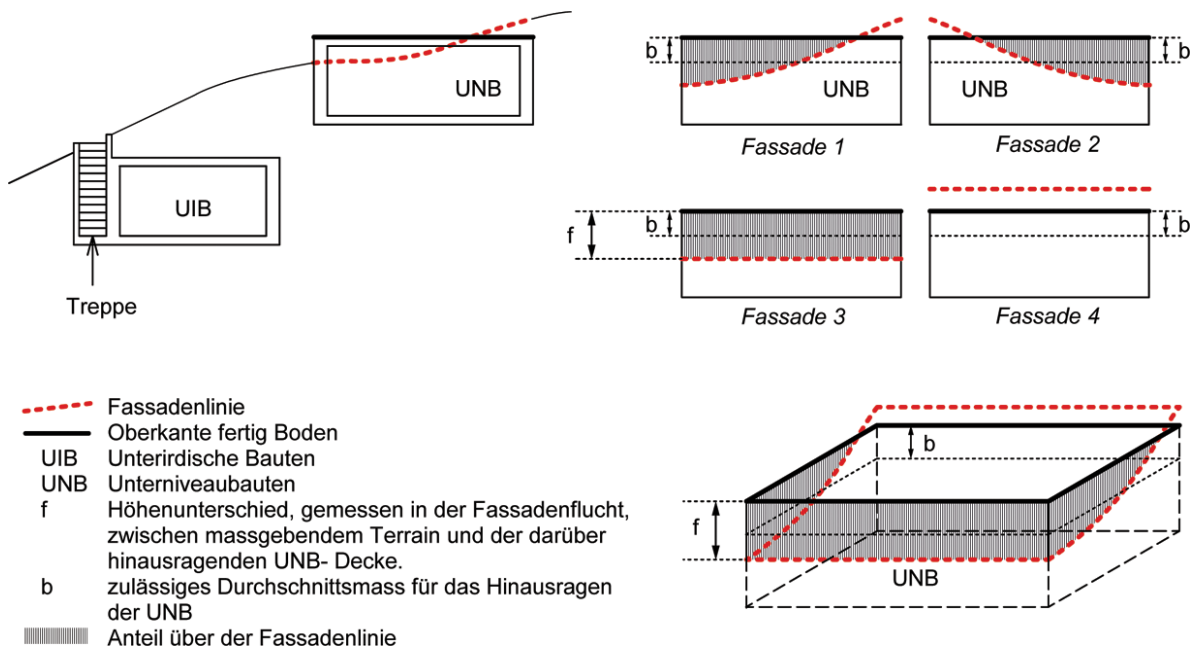 UNB
UIB
Treppe
b
UNB
Fassade 1
b
UNB
Fassade 2
f
b
Fassade 3
b
Fassade 4
Fassadenlinie
Oberkante fertig Boden
UIB Unterirdische Bauten
UNB Unterniveaubauten
f Höhenunterschied, gemessen in der Fassadenflucht,
zwischen massgebendem Terrain und der darüber
hinausragenden UNB- Decke.
b zulässiges Durchschnittsmass für das Hinausragen
der UNB
Anteil über der Fassadenlinie
b
f
UNB